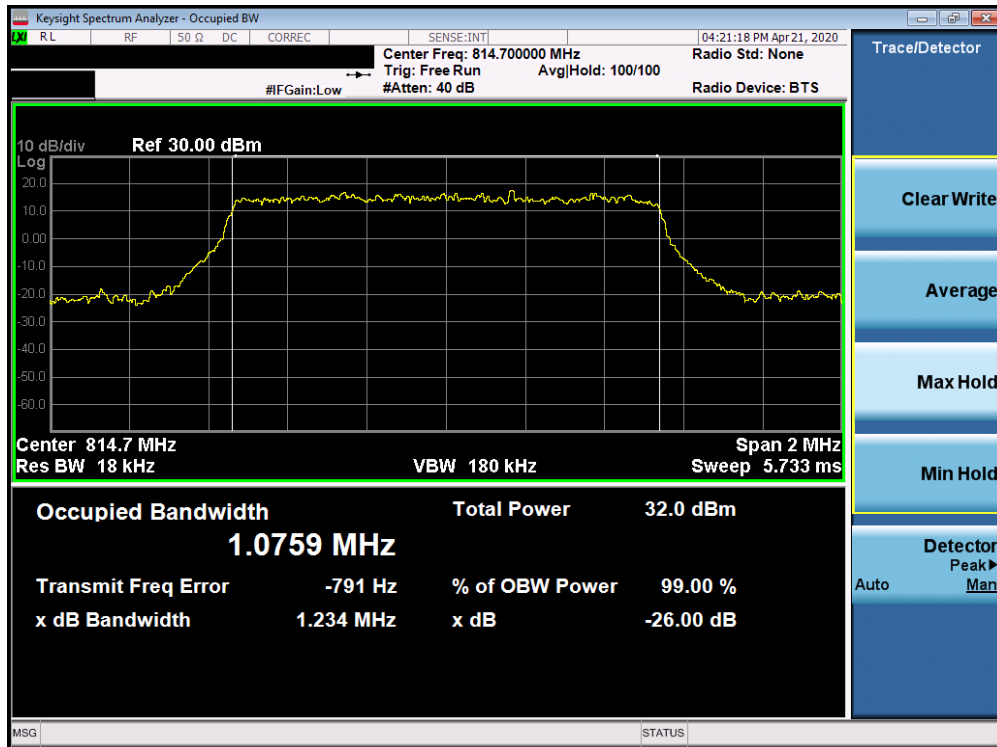 Keysight Spectrum Analyzer - Occupied BW
LXI RL RF 50 Ω DC CORREC SENSE:INT 04:21:18 PM Apr 21, 2020
Center Freq: 814.700000 MHz Radio Std: None
Trig: Free Run Avg|Hold: 100/100
#IFGain:Low #Atten: 40 dB Radio Device: BTS
10 dB/div Ref 30.00 dBm
Log
20.0
10.0
0.00
-10.0
-20.0
-30.0
-40.0
-50.0
-60.0
Center 814.7 MHz Span 2 MHz
Res BW 18 kHz VBW 180 kHz Sweep 5.733 ms
Occupied Bandwidth Total Power 32.0 dBm
1.0759 MHz
Transmit Freq Error -791 Hz % of OBW Power 99.00 %
x dB Bandwidth 1.234 MHz x dB -26.00 dB
MSG STATUS
Trace/Detector
Clear Write
Average
Max Hold
Min Hold
Detector
Peak▶
Auto Man